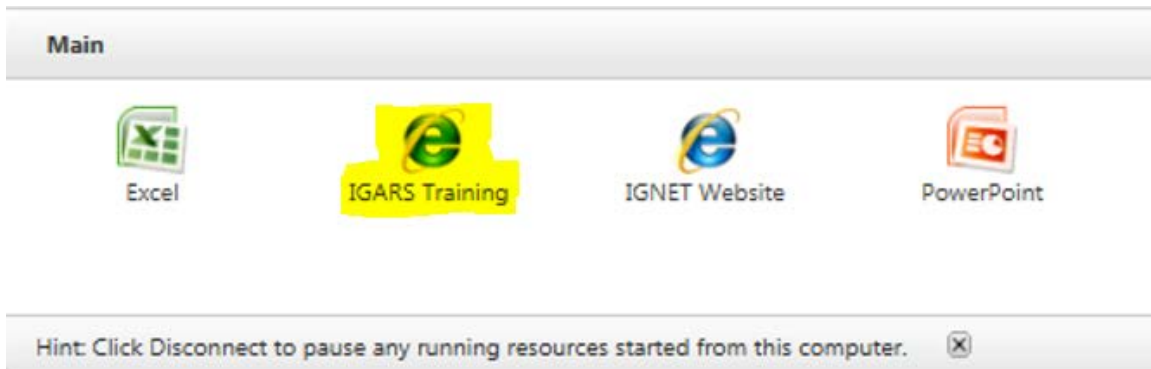 Main
Excel IGARS Training IGNET Website PowerPoint
Hint: Click Disconnect to pause any running resources started from this computer.